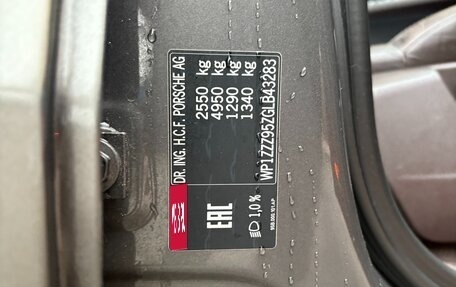 DR. ING. H.C.F. PORSCHE AG
2550 kg
4950 kg
1290 kg
1340 kg
WP1ZZZ95ZGLB43283
EAC
1,0 %